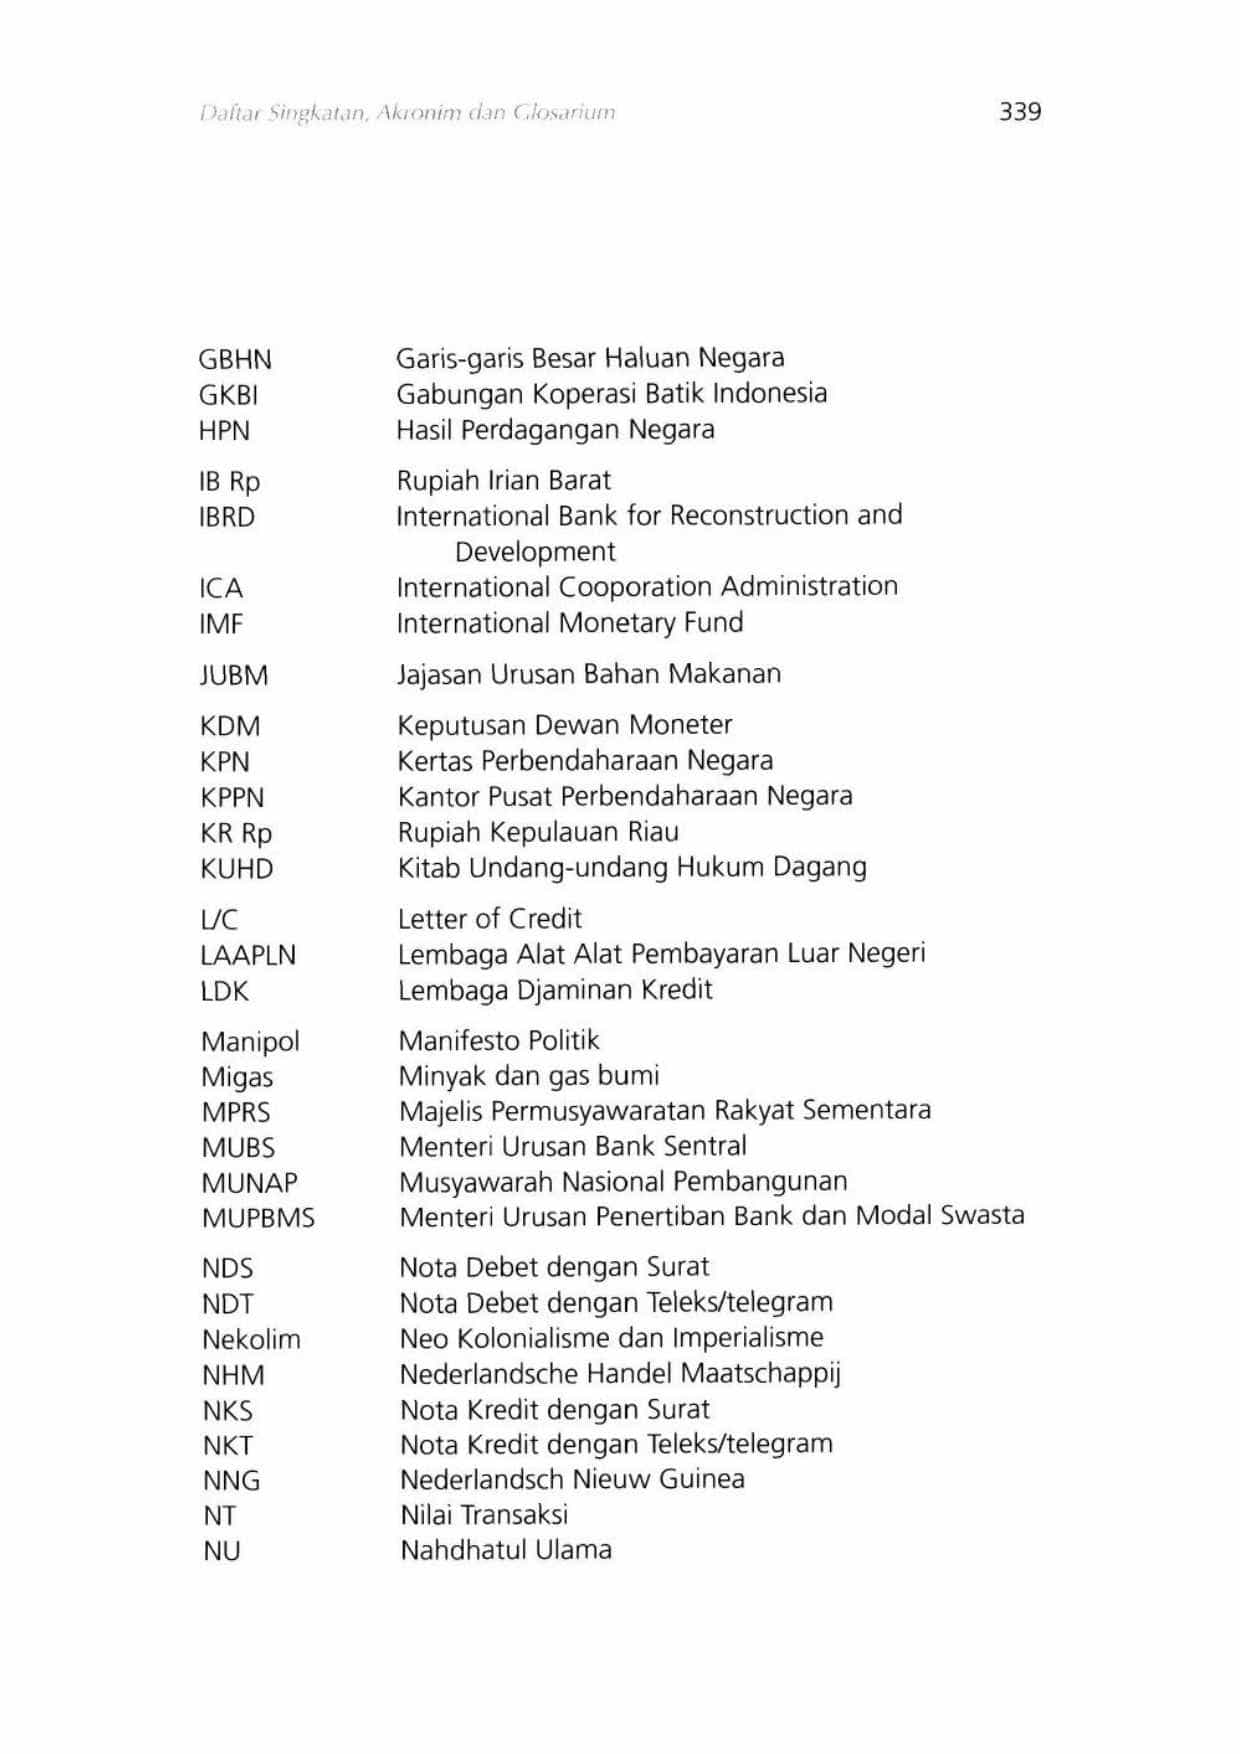 Daftar Singkatan, Akronim dan Glosarium 339
GBHN Garis-garis Besar Haluan Negara
GKBI Gabungan Koperasi Batik Indonesia
HPN Hasil Perdagangan Negara
IB Rp Rupiah Irian Barat
IBRD International Bank for Reconstruction and
Development
ICA International Cooporation Administration
IMF International Monetary Fund
JUBM Jajasan Urusan Bahan Makanan
KDM Keputusan Dewan Moneter
KPN Kertas Perbendaharaan Negara
KPPN Kantor Pusat Perbendaharaan Negara
KR Rp Rupiah Kepulauan Riau
KUHD Kitab Undang-undang Hukum Dagang
L/C Letter of Credit
LAAPLN Lembaga Alat Alat Pembayaran Luar Negeri
LDK Lembaga Djaminan Kredit
Manipol Manifesto Politik
Migas Minyak dan gas bumi
MPRS Majelis Permusyawaratan Rakyat Sementara
MUBS Menteri Urusan Bank Sentral
MUNAP Musyawarah Nasional Pembangunan
MUPBMS Menteri Urusan Penertiban Bank dan Modal Swasta
NDS Nota Debet dengan Surat
NDT Nota Debet dengan Teleks/telegram
Nekolim Neo Kolonialisme dan Imperialisme
NHM Nederlandsche Handel Maatschappij
NKS Nota Kredit dengan Surat
NKT Nota Kredit dengan Teleks/telegram
NNG Nederlandsch Nieuw Guinea
NT Nilai Transaksi
NU Nahdhatul Ulama